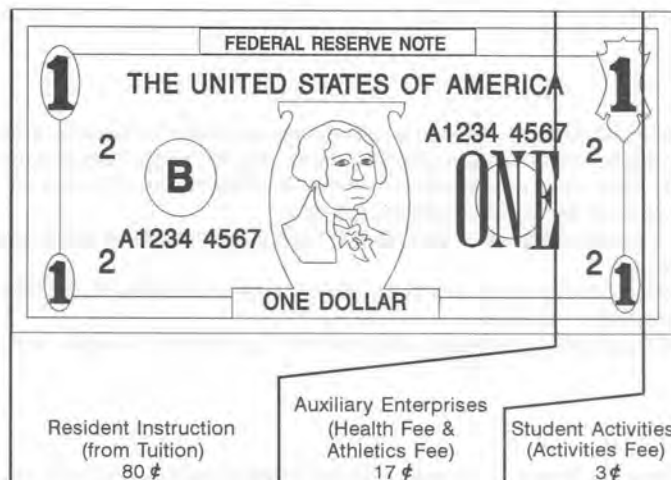 FEDERAL RESERVE NOTE
THE UNITED STATES OF AMERICA
1
1
2
B
A1234 4567
ONE
2
A1234 4567
2
2
1
1
ONE DOLLAR
Resident Instruction
(from Tuition)
80¢
Auxiliary Enterprises
(Health Fee &
Athletics Fee)
17¢
Student Activities
(Activities Fee)
3¢